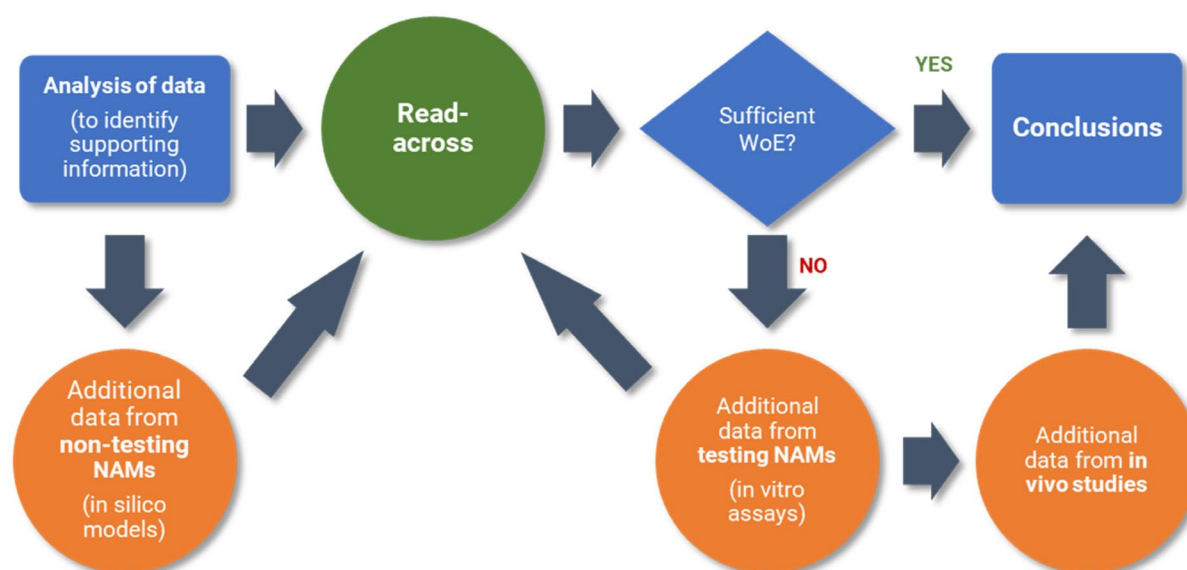 Analysis of data
(to identify
supporting
information)
Read-
across
Sufficient
WoE?
YES
Conclusions
NO
Additional
data from
non-testing
NAMs
(in silico
models)
Additional
data from
testing NAMs
(in vitro
assays)
Additional
data from in
vivo studies